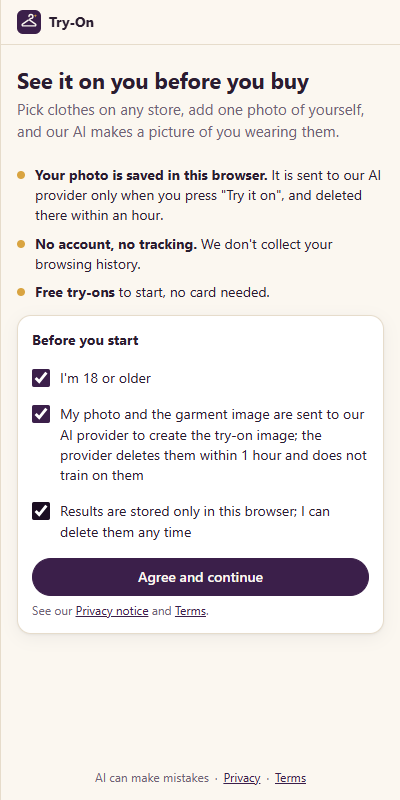 Try-On
See it on you before you buy
Pick clothes on any store, add one photo of yourself,
and our AI makes a picture of you wearing them.
Your photo is saved in this browser. It is sent to our AI
provider only when you press "Try it on", and deleted
there within an hour.
No account, no tracking. We don't collect your
browsing history.
Free try-ons to start, no card needed.
Before you start
I'm 18 or older
My photo and the garment image are sent to our
AI provider to create the try-on image; the
provider deletes them within 1 hour and does not
train on them
Results are stored only in this browser; I can
delete them any time
Agree and continue
See our Privacy notice and Terms.
AI can make mistakes · Privacy · Terms